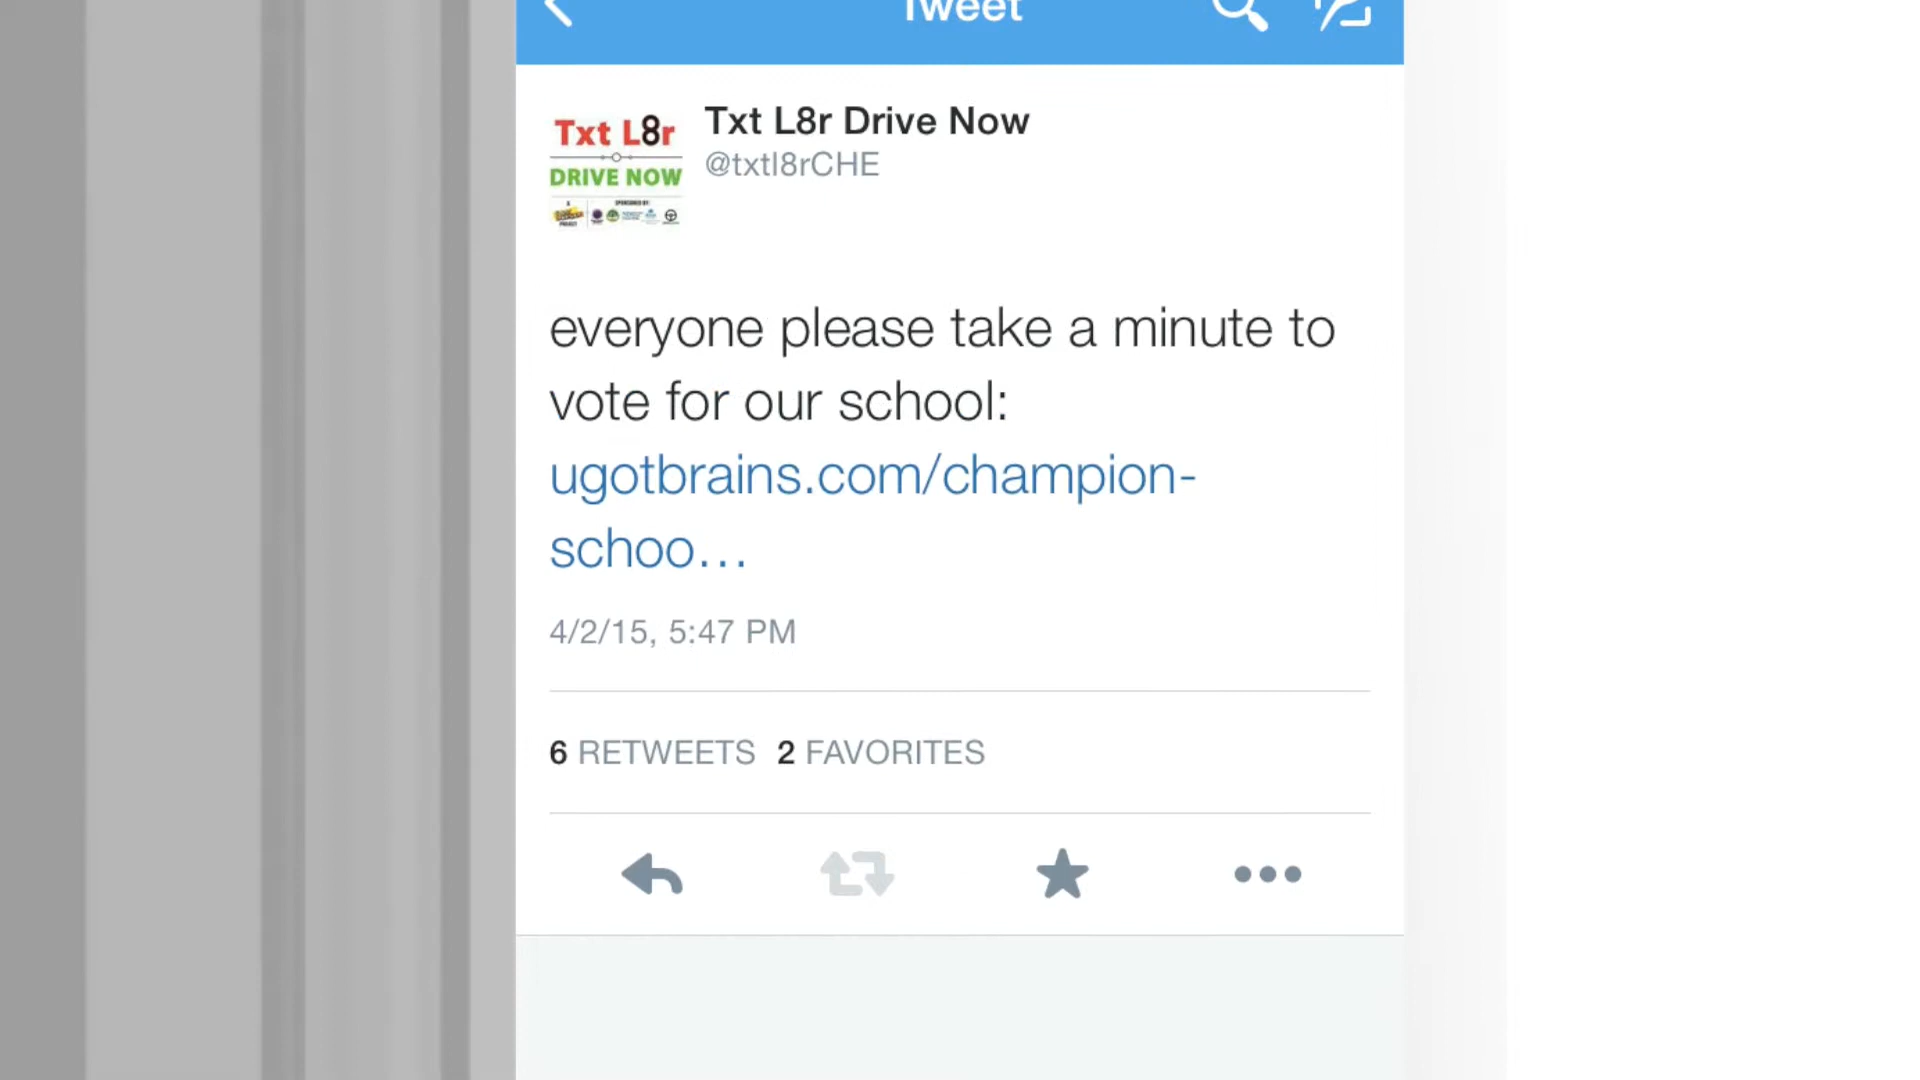 Tweet
Txt L8r
DRIVE NOW
Txt L8r Drive Now
@txtl8rCHE
everyone please take a minute to
vote for our school:
ugotbrains.com/champion-
schoo...
4/2/15, 5:47 PM
6 RETWEETS 2 FAVORITES